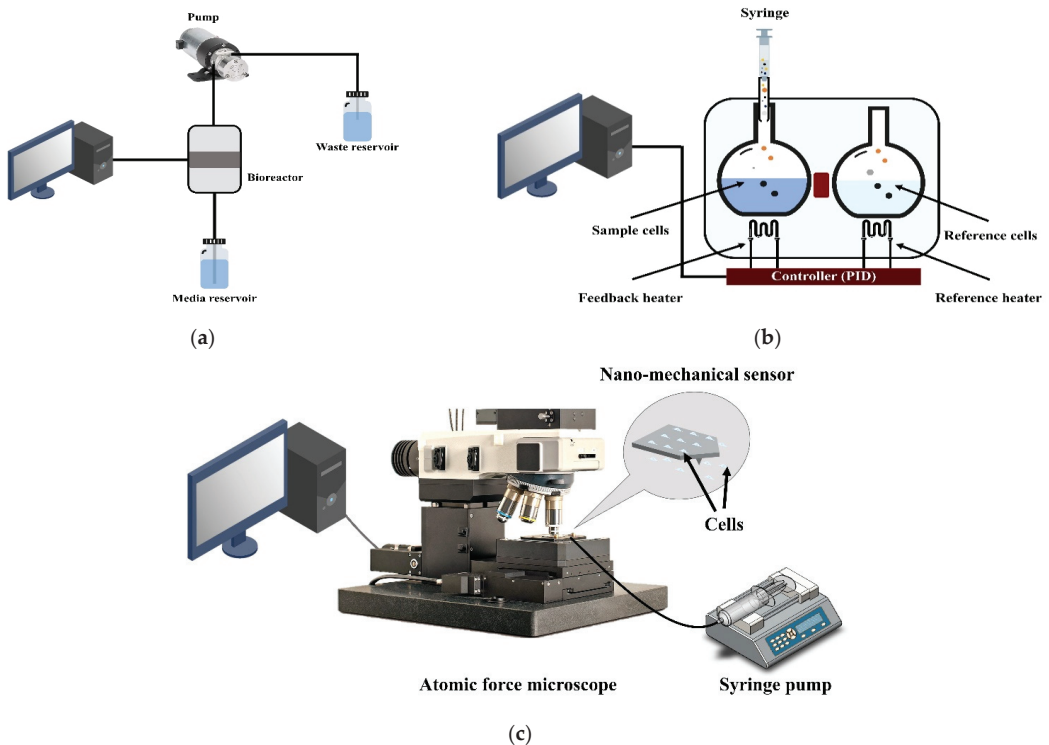 Pump
Waste reservoir
Bioreactor
Media reservoir
(a)
Syringe
Sample cells
Reference cells
Controller (PID)
Feedback heater
Reference heater
(b)
Nano-mechanical sensor
Cells
Atomic force microscope
Syringe pump
(c)